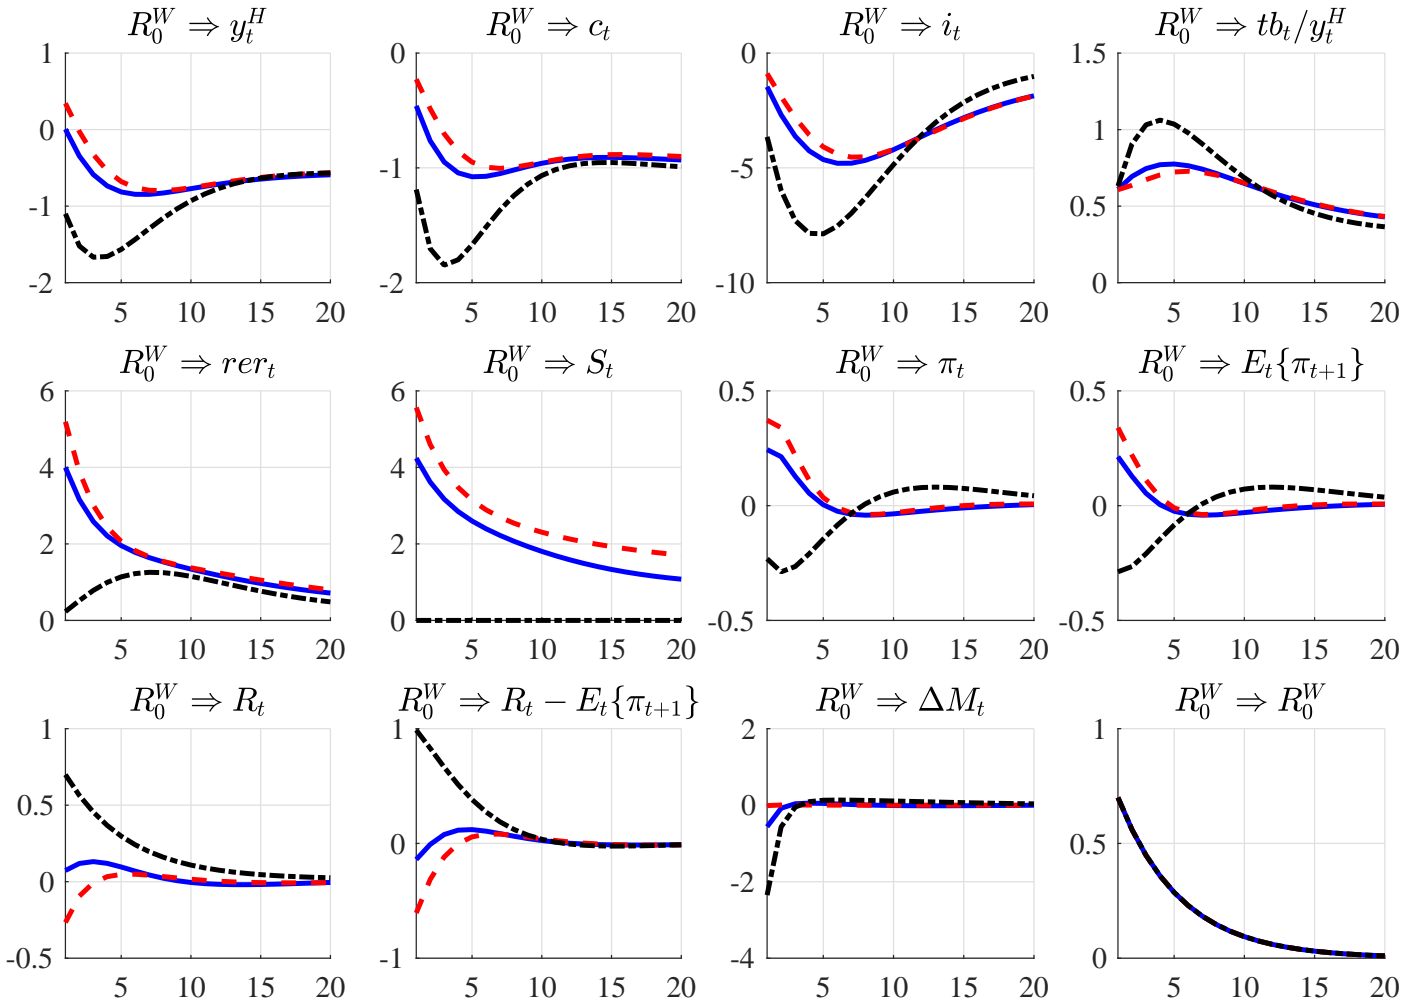 R_0^W ⇒ y_t^H
R_0^W ⇒ c_t
R_0^W ⇒ i_t
R_0^W ⇒ tb_t/y_t^H
1
0
-1
-2
5 10 15 20
0
-1
-2
5 10 15 20
0
-5
-10
5 10 15 20
1.5
1
0.5
0
5 10 15 20
R_0^W ⇒ rer_t
R_0^W ⇒ S_t
R_0^W ⇒ π_t
R_0^W ⇒ E_t{π_{t+1}}
6
4
2
0
5 10 15 20
6
4
2
0
5 10 15 20
0.5
0
-0.5
5 10 15 20
0.5
0
-0.5
5 10 15 20
R_0^W ⇒ R_t
R_0^W ⇒ R_t − E_t{π_{t+1}}
R_0^W ⇒ ΔM_t
R_0^W ⇒ R_0^W
1
0.5
0
-0.5
5 10 15 20
1
0
-1
5 10 15 20
2
0
-2
-4
5 10 15 20
1
0.5
0
5 10 15 20